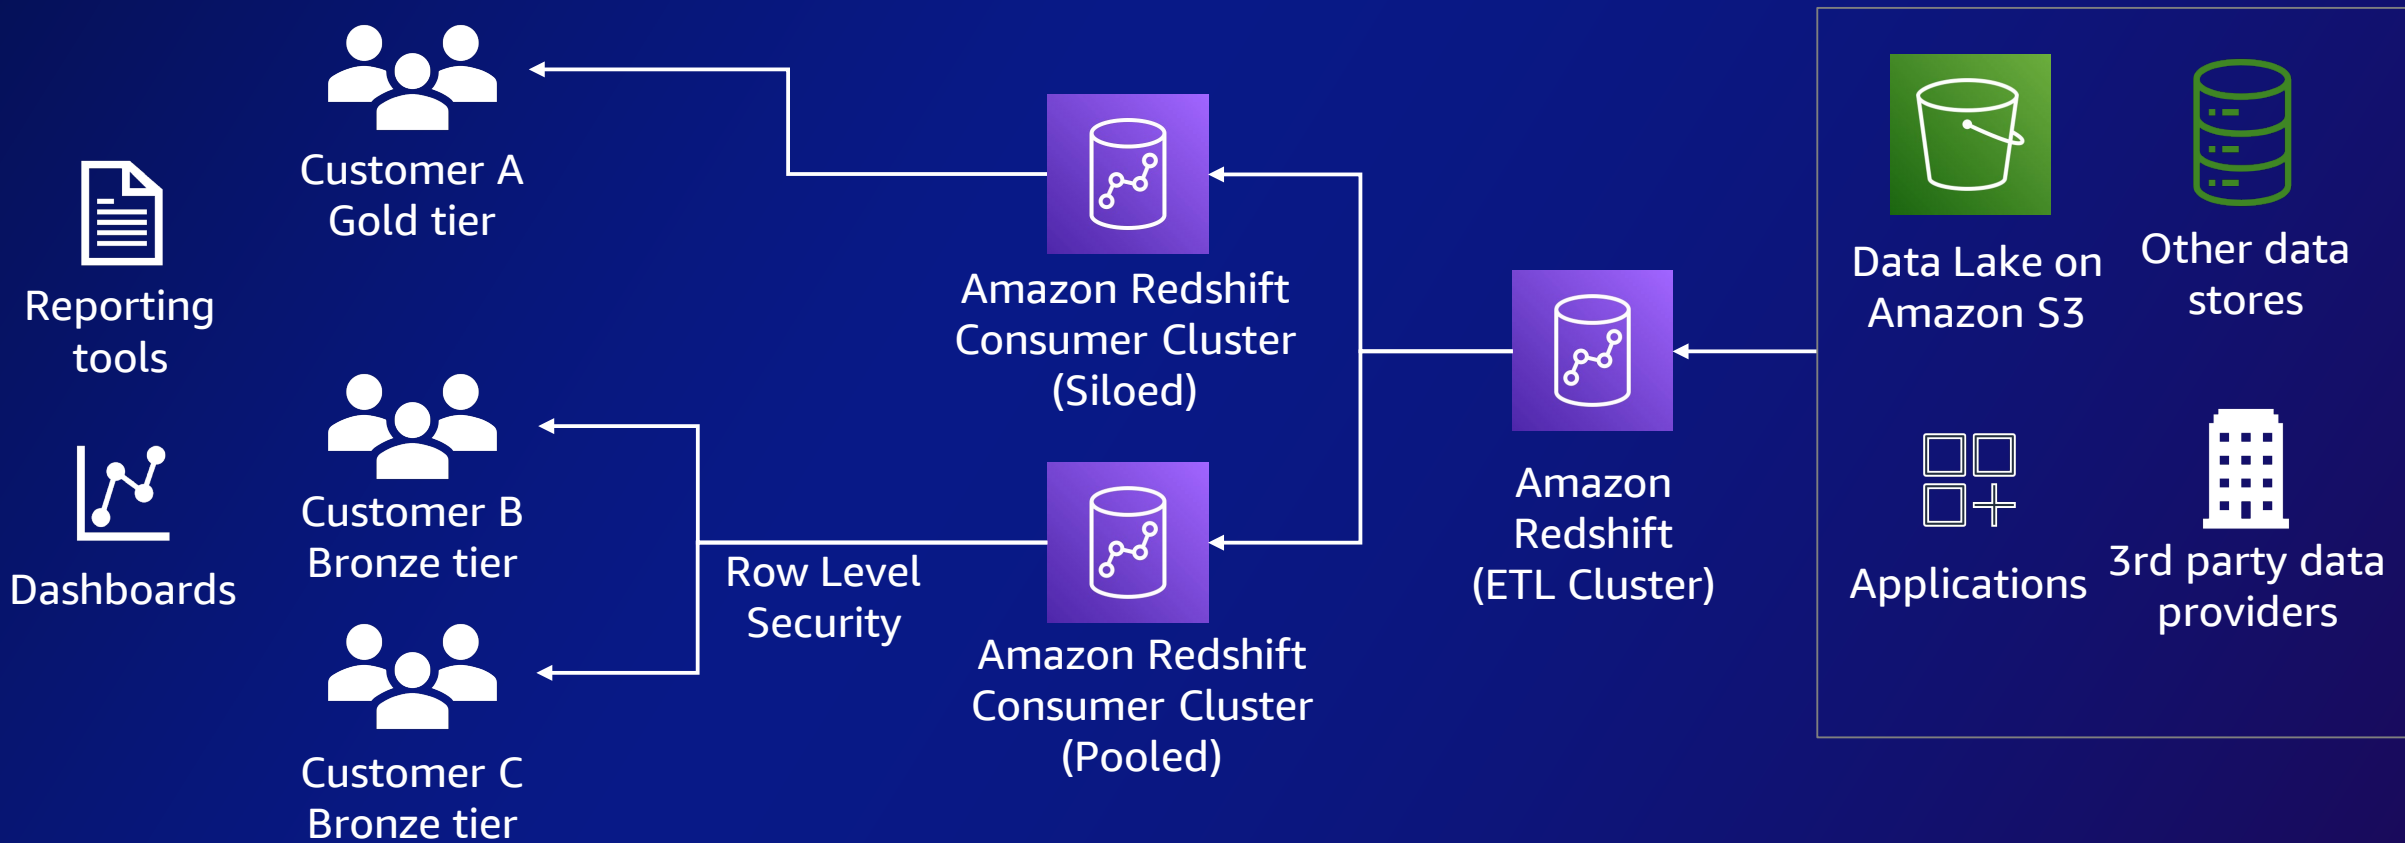 Reporting
tools
Dashboards
Customer A
Gold tier
Customer B
Bronze tier
Customer C
Bronze tier
Row Level
Security
Amazon Redshift
Consumer Cluster
(Siloed)
Amazon Redshift
Consumer Cluster
(Pooled)
Amazon
Redshift
(ETL Cluster)
Data Lake on
Amazon S3
Other data
stores
Applications
3rd party data
providers